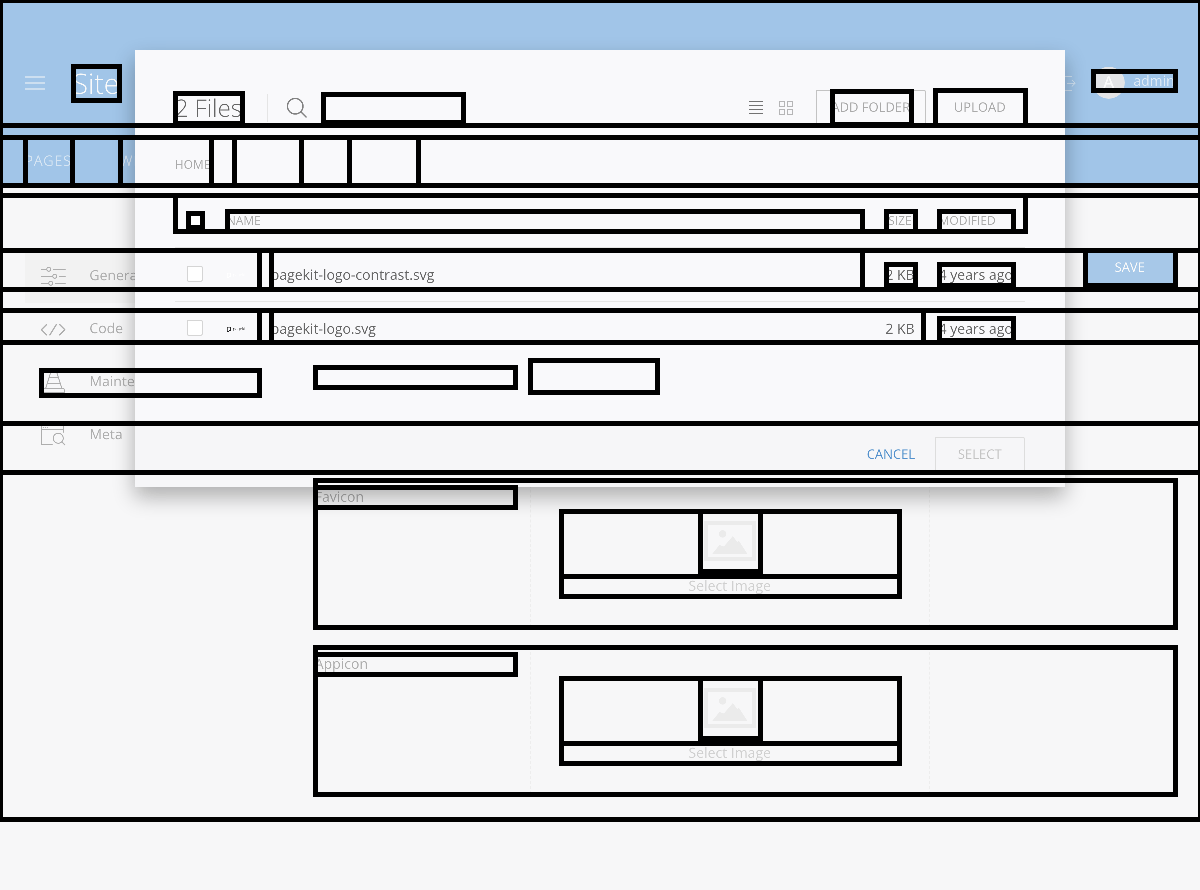 Site
2 Files
ADD FOLDER
UPLOAD
A admin
PAGES W
HOME
NAME SIZE MODIFIED
Genera
pagekit-logo-contrast.svg 2 KB 4 years ago
SAVE
Code
pagekit-logo.svg 2 KB 4 years ago
Mainte
Meta
CANCEL SELECT
Favicon
Select Image
Appicon
Select Image